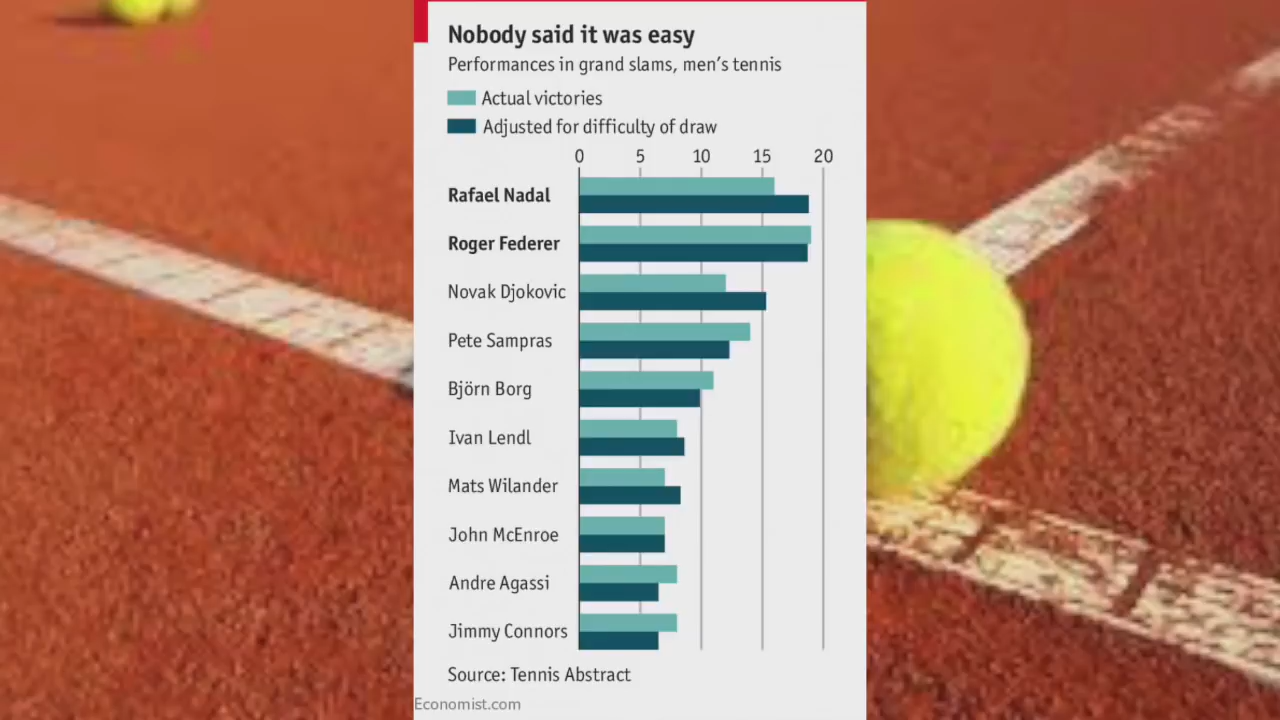 Nobody said it was easy
Performances in grand slams, men's tennis
Actual victories
Adjusted for difficulty of draw
0 5 10 15 20
Rafael Nadal
Roger Federer
Novak Djokovic
Pete Sampras
Björn Borg
Ivan Lendl
Mats Wilander
John McEnroe
Andre Agassi
Jimmy Connors
Source: Tennis Abstract
Economist.com